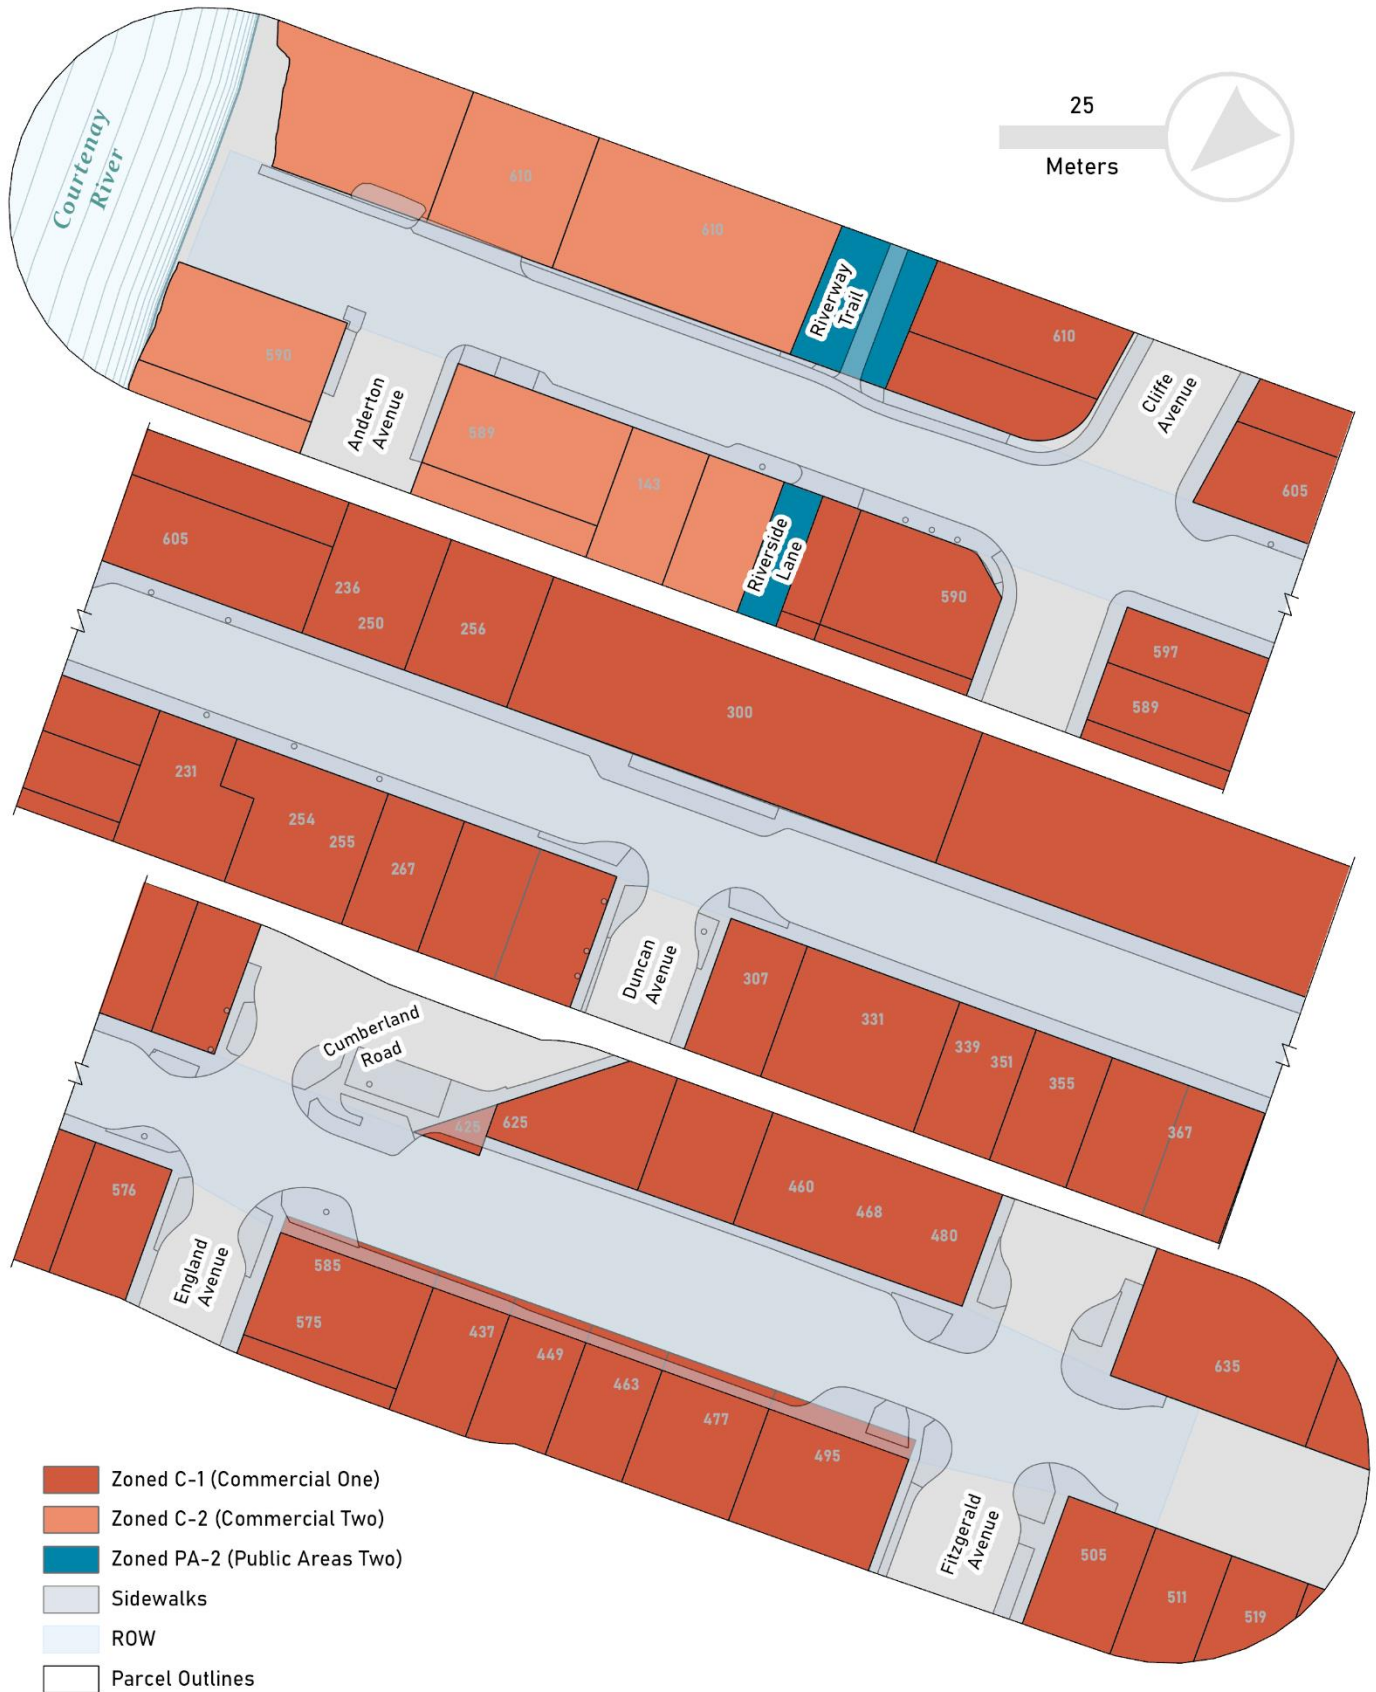 25
Meters
Courtenay
River
610
610
Riverway
Trail
610
Cliffe
Avenue
605
590
Anderton
Avenue
589
143
Riverside
Lane
590
597
589
605
236
250
256
300
231
254
255
267
Duncan
Avenue
307
331
339
351
355
367
Cumberland
Road
425
625
460
468
480
576
England
Avenue
585
575
437
449
463
477
495
635
Fitzgerald
Avenue
505
511
519
Zoned C-1 (Commercial One)
Zoned C-2 (Commercial Two)
Zoned PA-2 (Public Areas Two)
Sidewalks
ROW
Parcel Outlines